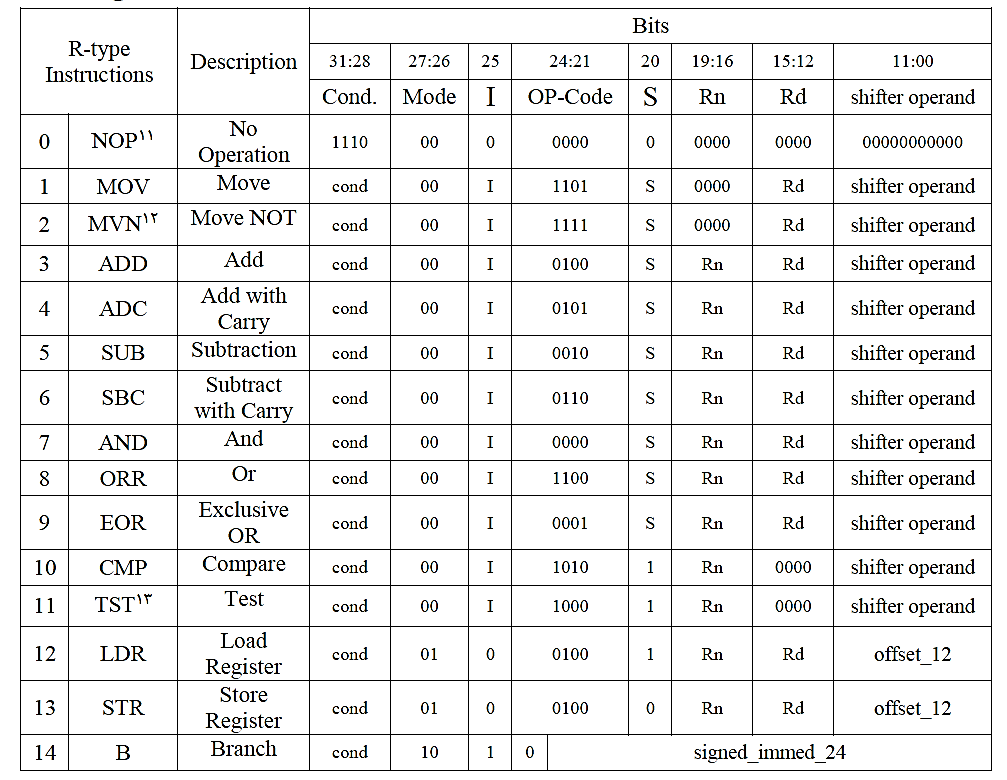 R-type Instructions Description Bits
31:28 27:26 25 24:21 20 19:16 15:12 11:00
Cond. Mode I OP-Code S Rn Rd shifter operand
0 NOP۱۱ No Operation 1110 00 0 0000 0 0000 0000 00000000000
1 MOV Move cond 00 I 1101 S 0000 Rd shifter operand
2 MVN۱۲ Move NOT cond 00 I 1111 S 0000 Rd shifter operand
3 ADD Add cond 00 I 0100 S Rn Rd shifter operand
4 ADC Add with Carry cond 00 I 0101 S Rn Rd shifter operand
5 SUB Subtraction cond 00 I 0010 S Rn Rd shifter operand
6 SBC Subtract with Carry cond 00 I 0110 S Rn Rd shifter operand
7 AND And cond 00 I 0000 S Rn Rd shifter operand
8 ORR Or cond 00 I 1100 S Rn Rd shifter operand
9 EOR Exclusive OR cond 00 I 0001 S Rn Rd shifter operand
10 CMP Compare cond 00 I 1010 1 Rn 0000 shifter operand
11 TST۱۳ Test cond 00 I 1000 1 Rn 0000 shifter operand
12 LDR Load Register cond 01 0 0100 1 Rn Rd offset_12
13 STR Store Register cond 01 0 0100 0 Rn Rd offset_12
14 B Branch cond 10 1 0 signed_immed_24